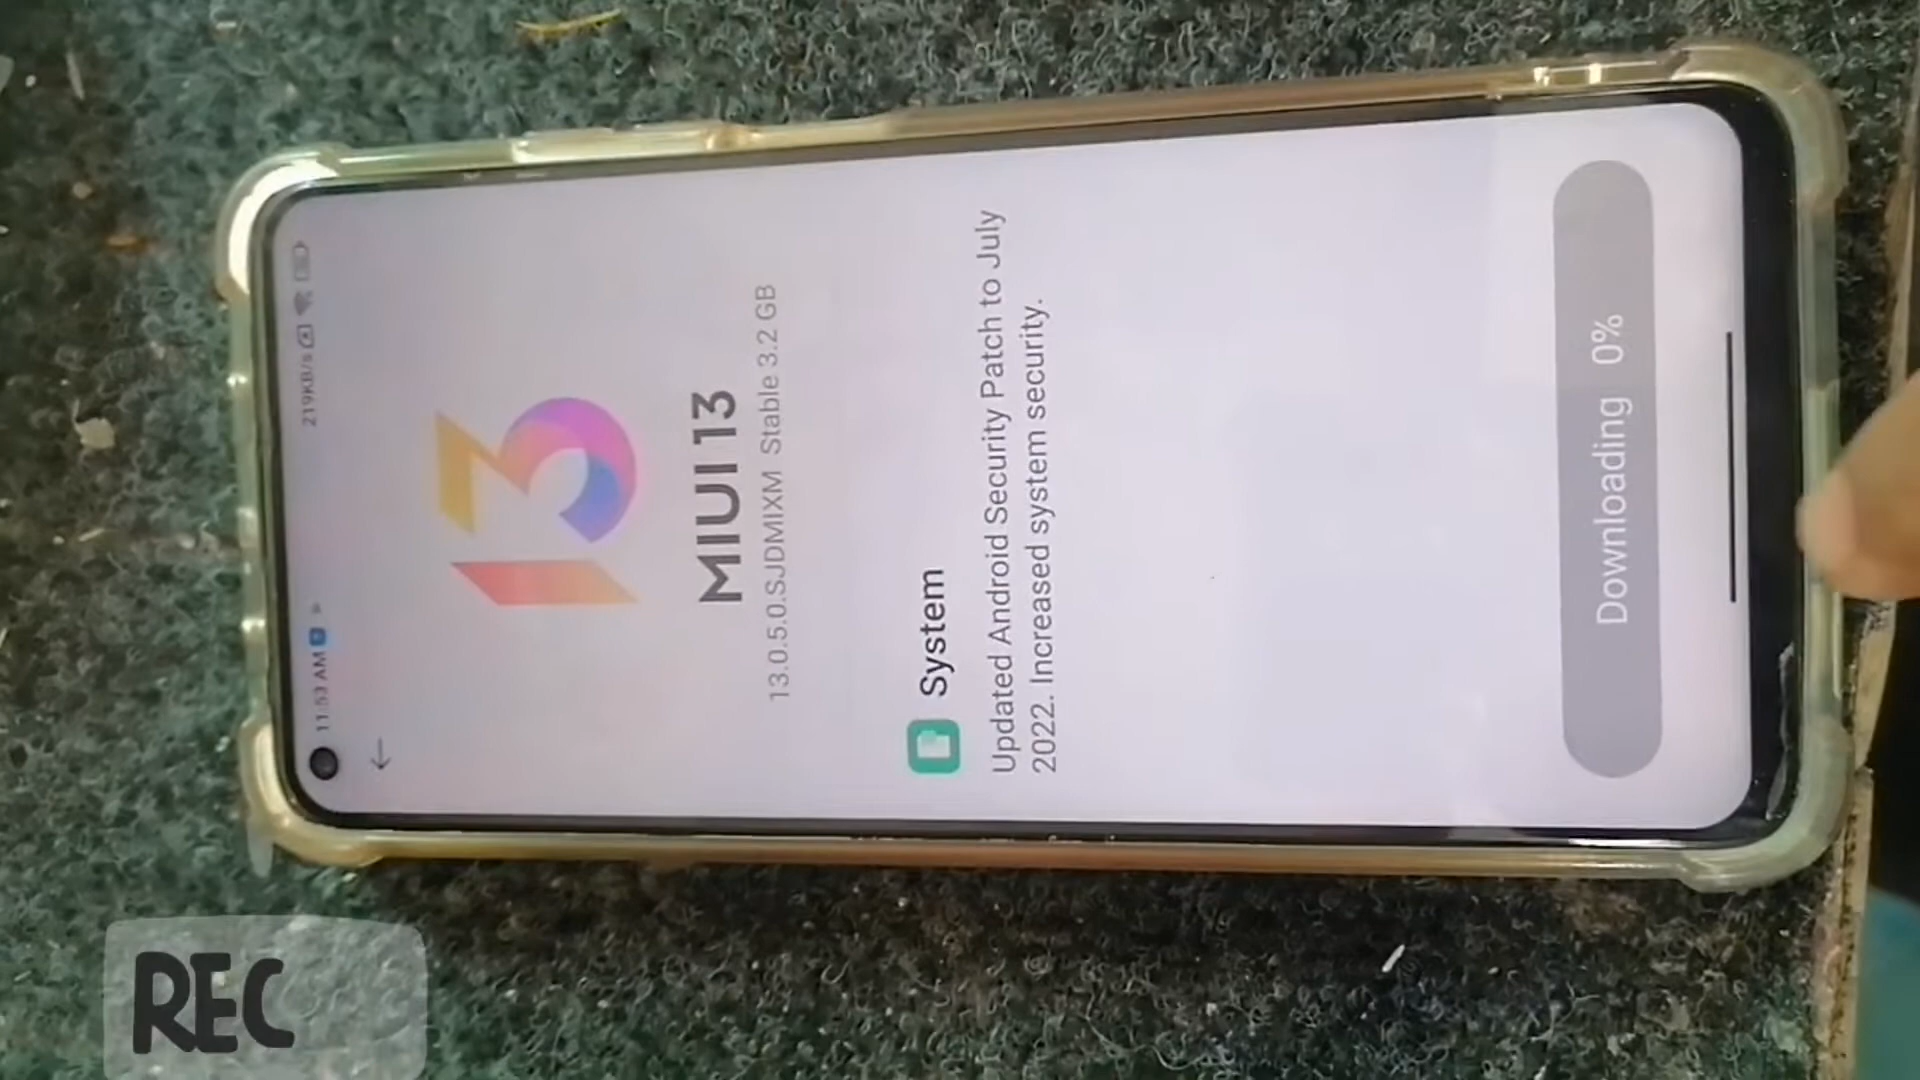 11:53 AM
219KB/s
13
MIUI 13
13.0.5.0.SJDMIXM Stable 3.2 GB
System
Updated Android Security Patch to July
2022. Increased system security.
Downloading 0%
REC